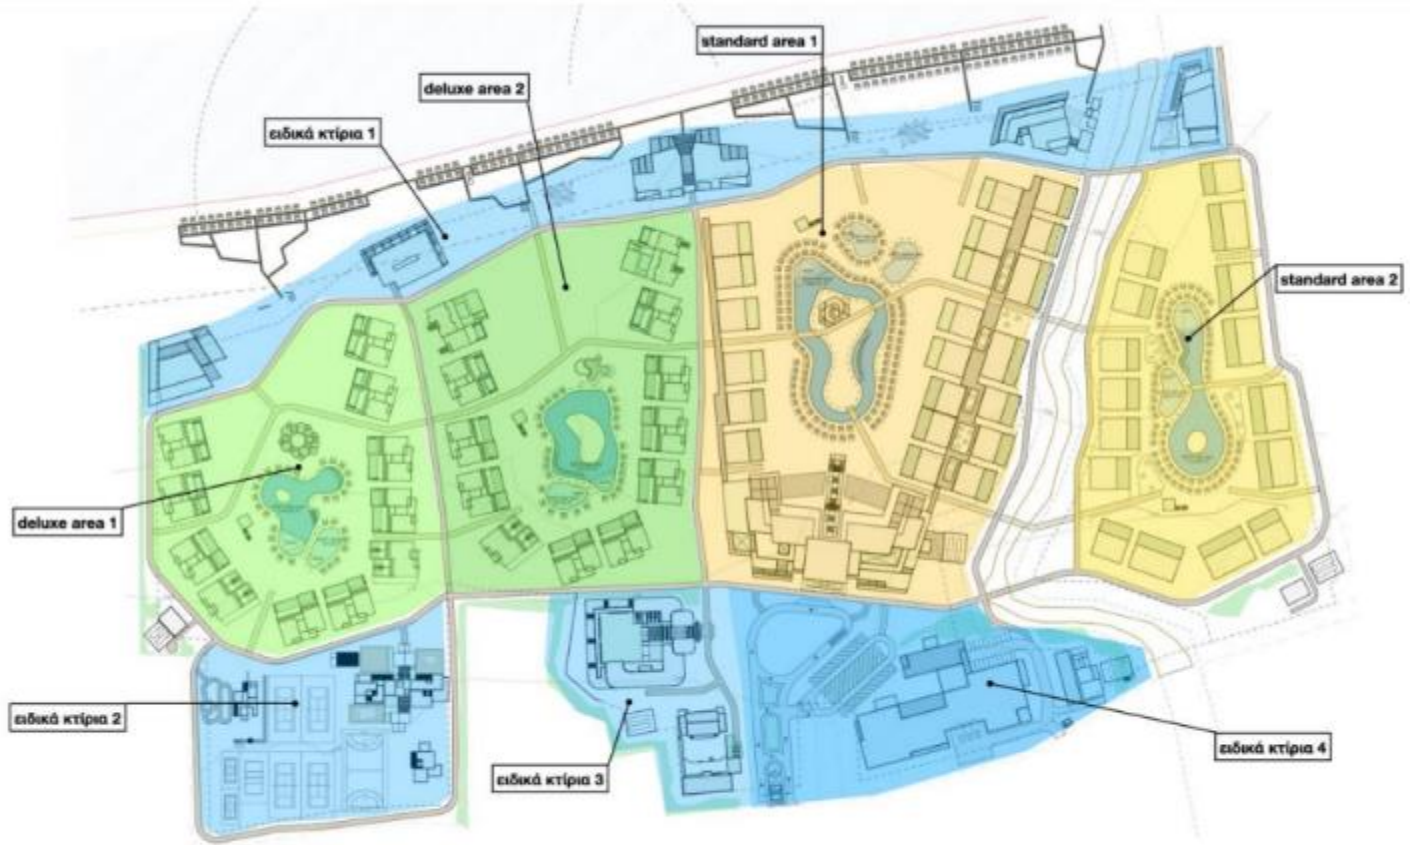 standard area 1
deluxe area 2
ειδικά κτίρια 1
standard area 2
deluxe area 1
ειδικά κτίρια 2
ειδικά κτίρια 3
ειδικά κτίρια 4